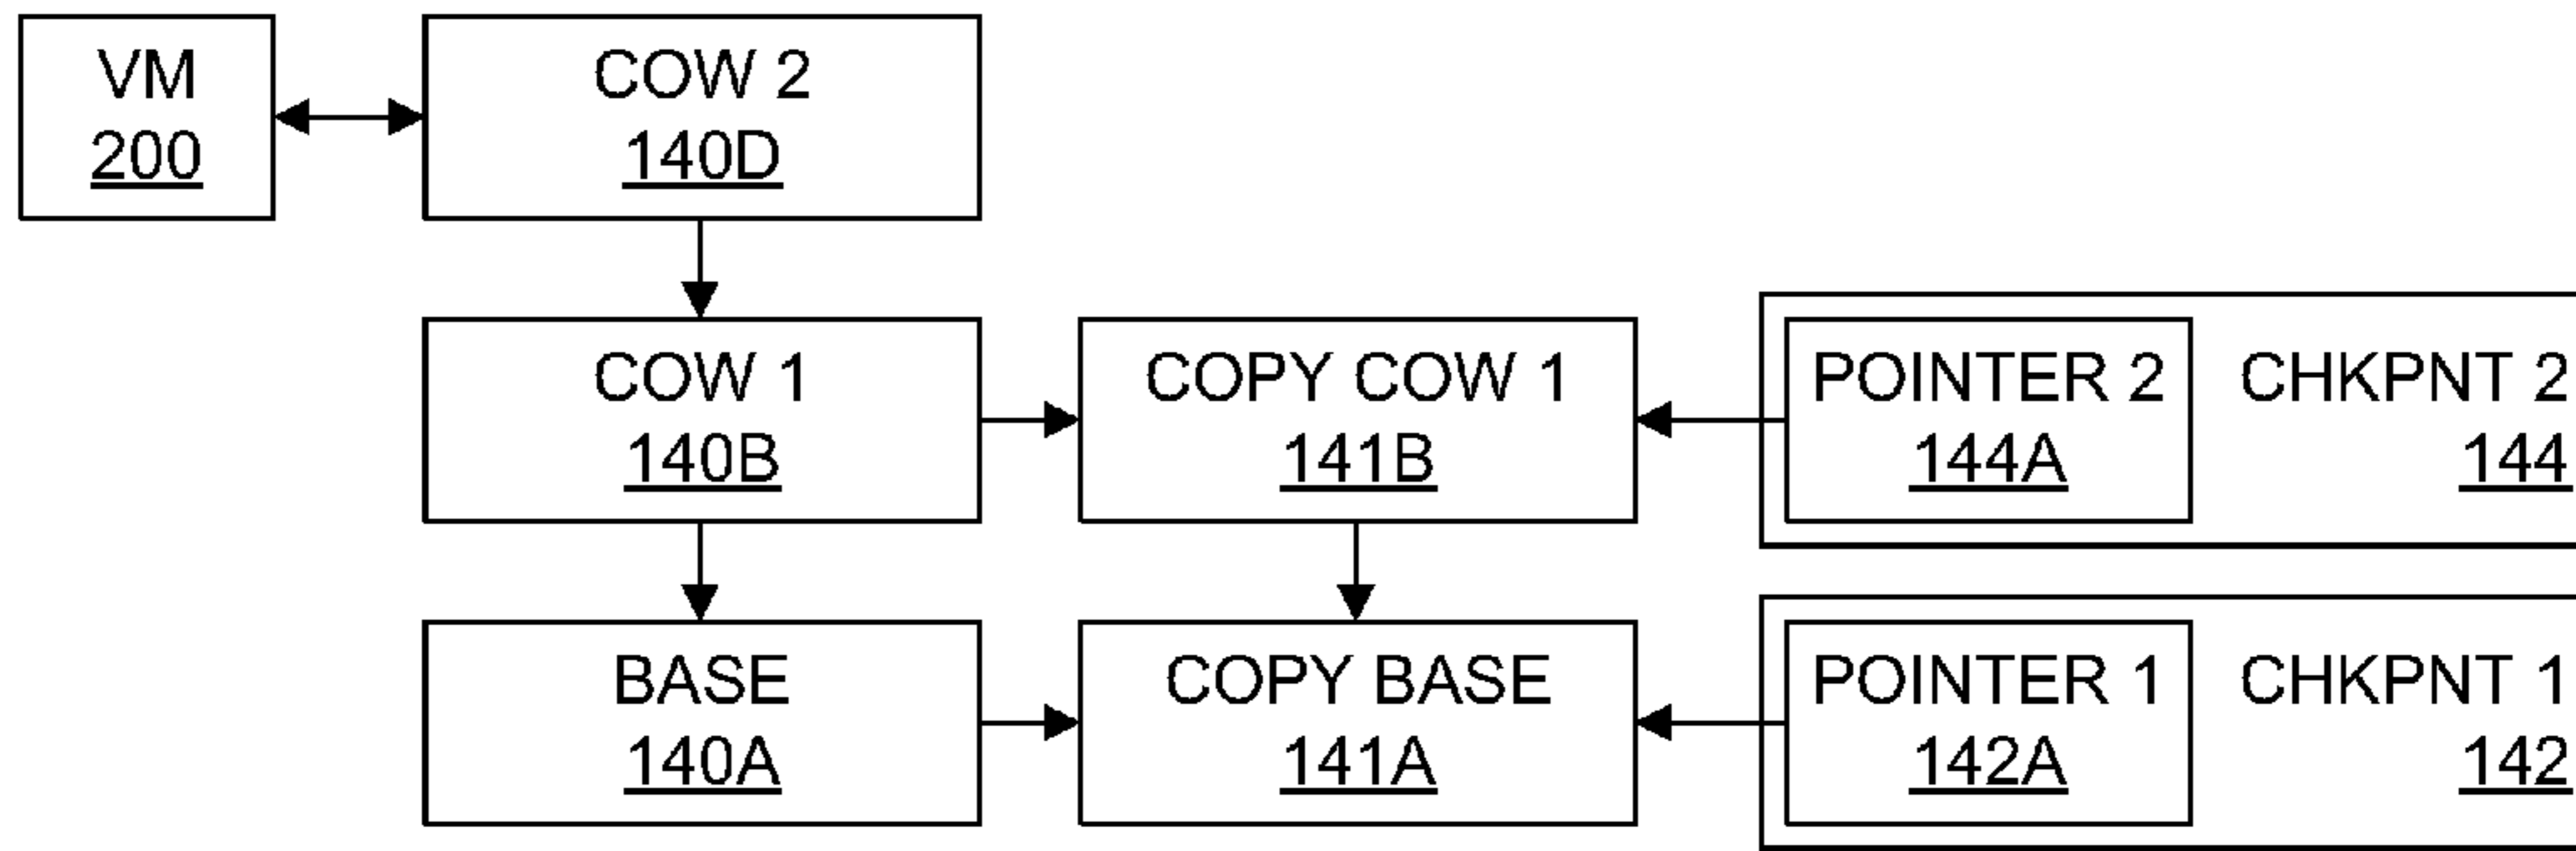 VM
200
COW 2
140D
COW 1
140B
COPY COW 1
141B
POINTER 2
144A
CHKPNT 2
144
BASE
140A
COPY BASE
141A
POINTER 1
142A
CHKPNT 1
142